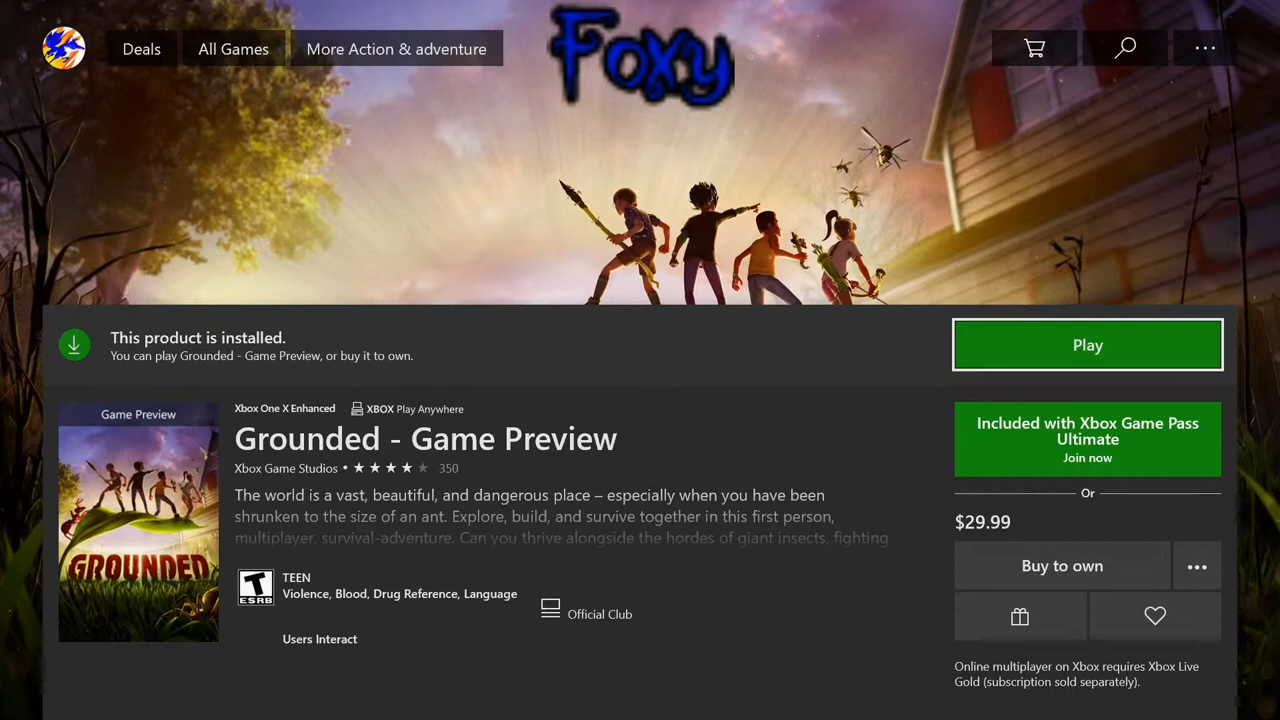 Foxy
Deals
All Games
More Action & adventure
This product is installed.
You can play Grounded - Game Preview, or buy it to own.
Play
Game Preview
GROUNDED
Xbox One X Enhanced
XBOX Play Anywhere
Grounded - Game Preview
Xbox Game Studios • ★ ★ ★ ★ ★ 350
The world is a vast, beautiful, and dangerous place – especially when you have been
shrunken to the size of an ant. Explore, build, and survive together in this first person,
multiplayer, survival-adventure. Can you thrive alongside the hordes of giant insects, fighting
T
ESRB
TEEN
Violence, Blood, Drug Reference, Language
Users Interact
Official Club
Included with Xbox Game Pass
Ultimate
Join now
Or
$29.99
Buy to own
Online multiplayer on Xbox requires Xbox Live
Gold (subscription sold separately).